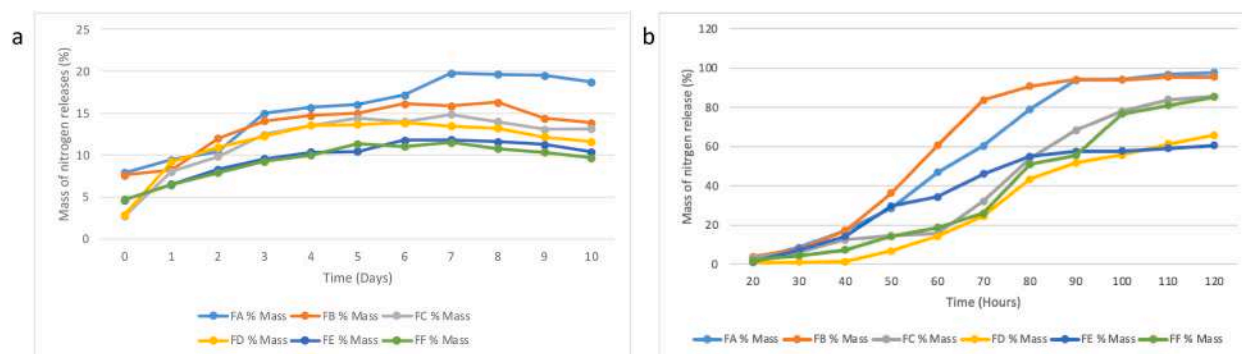 a
Mass of nitrogen releases (%)
25
20
15
10
5
0
0 1 2 3 4 5 6 7 8 9 10
Time (Days)
FA % Mass FB % Mass FC % Mass
FD % Mass FE % Mass FF % Mass
b
Mass of nitrgen release (%)
120
100
80
60
40
20
0
20 30 40 50 60 70 80 90 100 110 120
Time (Hours)
FA % Mass FB % Mass FC % Mass FD % Mass FE % Mass FF % Mass